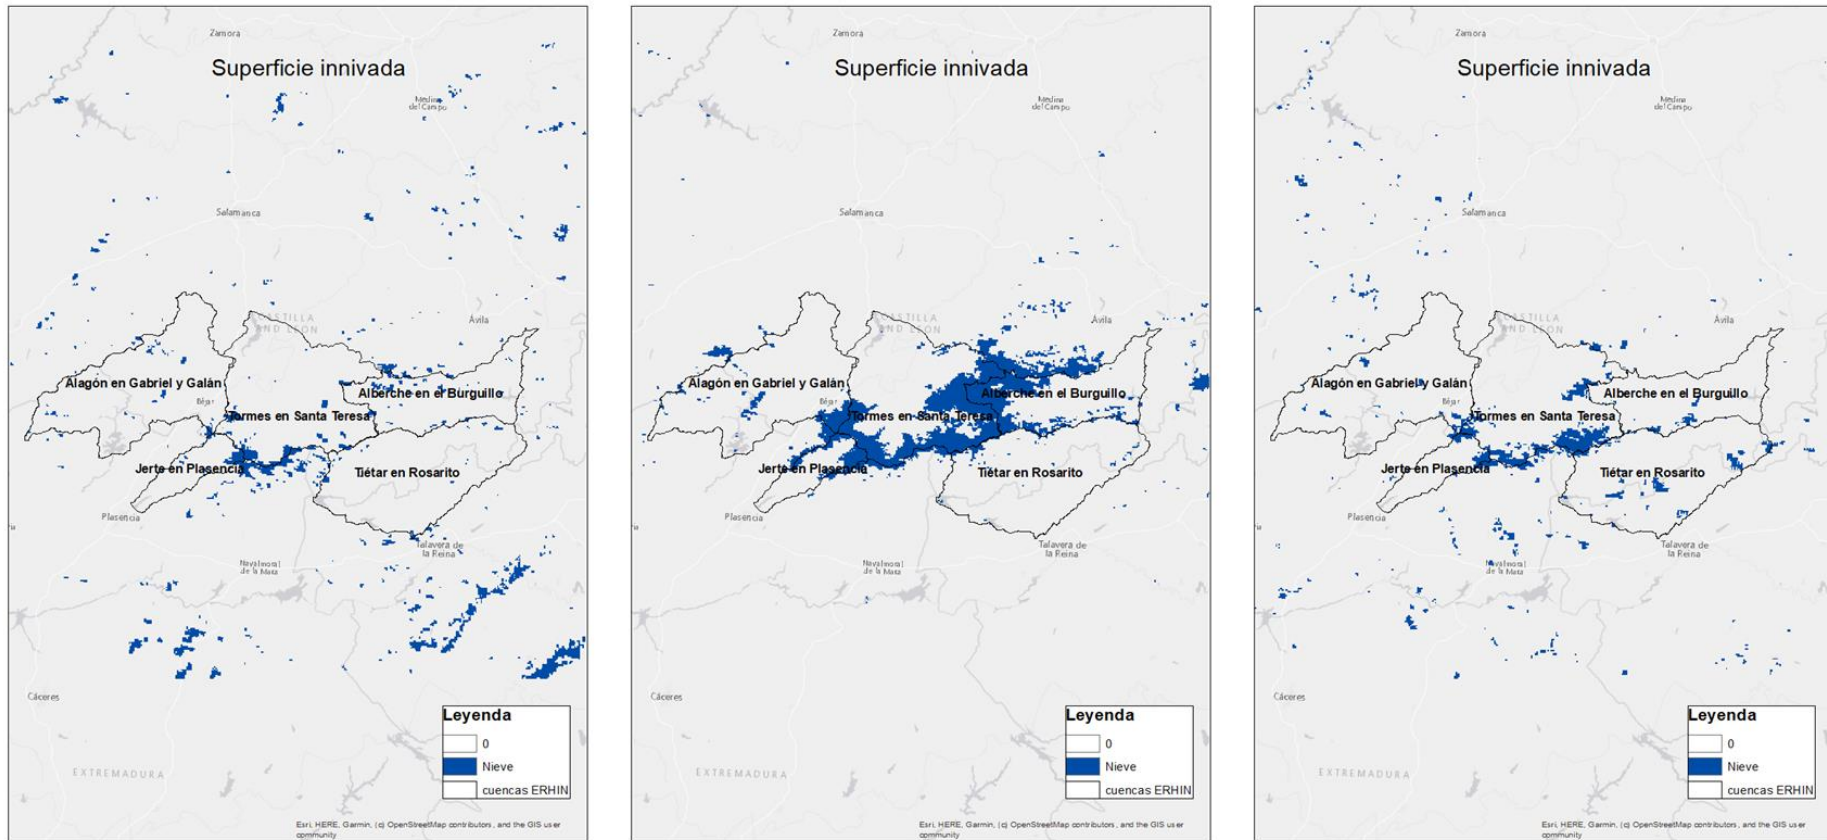 Zamora
Superficie innivada
Medina
del Campo
Salamanca
CASTILLA
AND LEÓN
Ávila
Alagón en Gabriel y Galán
Alberche en el Burguillo
Béjar
Tormes en Santa Teresa
Jerte en Plasencia
Tiétar en Rosarito
Plasencia
Talavera de
la Reina
Navalmoral
de la Mata
Cáceres
EXTREMADURA
Leyenda
0
Nieve
cuencas ERHIN
Esri, HERE, Garmin, (c) OpenStreetMap contributors, and the GIS user
community
Zamora
Superficie innivada
Medina
del Campo
Salamanca
CASTILLA
AND LEÓN
Ávila
Alagón en Gabriel y Galán
Alberche en el Burguillo
Béjar
Tormes en Santa Teresa
Jerte en Plasencia
Tiétar en Rosarito
Plasencia
Talavera de
la Reina
Navalmoral
de la Mata
Cáceres
EXTREMADURA
Leyenda
0
Nieve
cuencas ERHIN
Esri, HERE, Garmin, (c) OpenStreetMap contributors, and the GIS user
community
Zamora
Superficie innivada
Medina
del Campo
Salamanca
CASTILLA
AND LEÓN
Ávila
Alagón en Gabriel y Galán
Alberche en el Burguillo
Béjar
Tormes en Santa Teresa
Jerte en Plasencia
Tiétar en Rosarito
Plasencia
Talavera de
la Reina
Navalmoral
de la Mata
Cáceres
EXTREMADURA
Leyenda
0
Nieve
cuencas ERHIN
Esri, HERE, Garmin, (c) OpenStreetMap contributors, and the GIS user
community